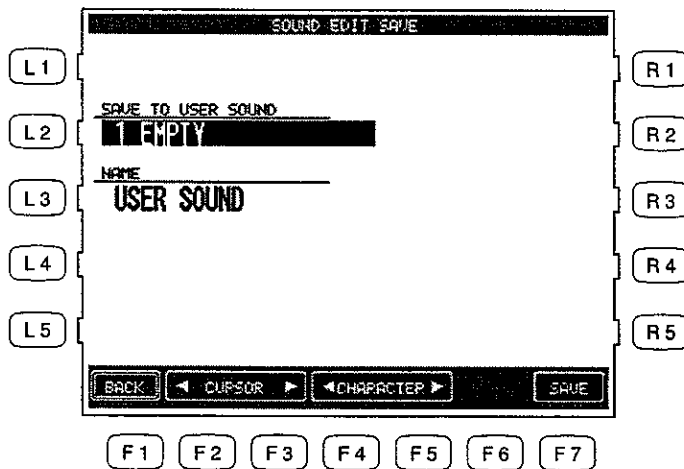 SOUND EDIT SAVE
L1
R1
SAVE TO USER SOUND
L2
1 EMPTY
R2
NAME
L3
USER SOUND
R3
L4
R4
L5
R5
BACK ◄ CURSOR ► ◄CHARACTER► SAVE
F1 F2 F3 F4 F5 F6 F7